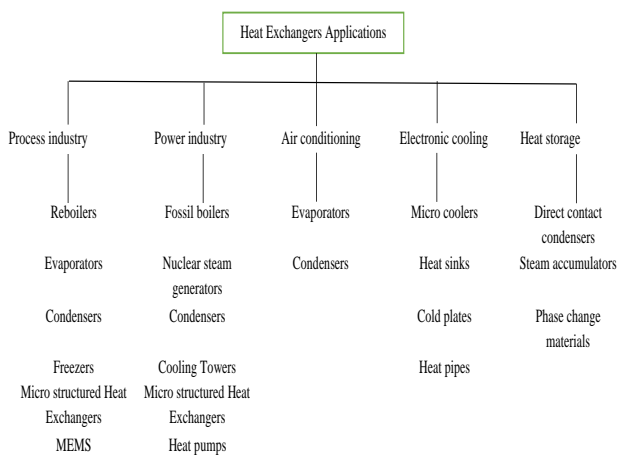 Heat Exchangers Applications
Process industry
Power industry
Air conditioning
Electronic cooling
Heat storage
Reboilers
Evaporators
Condensers
Freezers
Micro structured Heat
Exchangers
MEMS
Fossil boilers
Nuclear steam
generators
Condensers
Cooling Towers
Micro structured Heat
Exchangers
Heat pumps
Evaporators
Condensers
Micro coolers
Heat sinks
Cold plates
Heat pipes
Direct contact
condensers
Steam accumulators
Phase change
materials